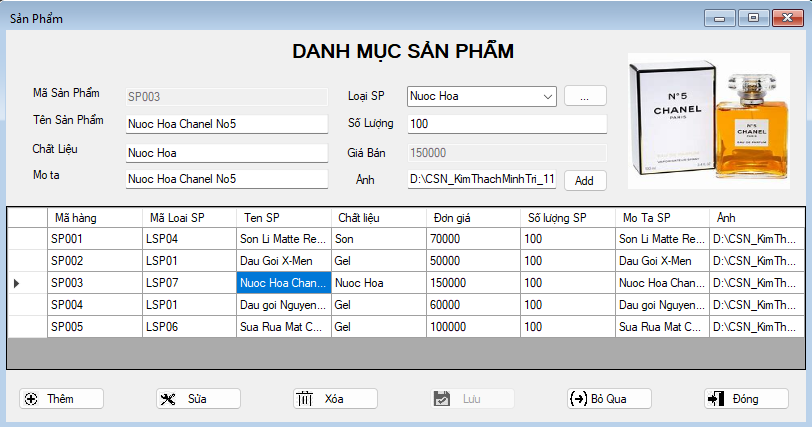 Sản Phẩm
DANH MỤC SẢN PHẨM
Mã Sản Phẩm SP003 Loại SP Nuoc Hoa ...
Tên Sản Phẩm Nuoc Hoa Chanel No5 Số Lượng 100
Chất Liệu Nuoc Hoa Giá Bán 150000
Mo ta Nuoc Hoa Chanel No5 Anh D:\CSN_KimThachMinhTri_11 Add
N°5
CHANEL
PARIS
N°5
CHANEL
PARIS
EAU DE PARFUM
Mã hàng Mã Loai SP Ten SP Chất liệu Đơn giá Số lượng SP Mo Ta SP Ảnh
SP001 LSP04 Son Li Matte Re... Son 70000 100 Son Li Matte Re... D:\CSN_KimTh...
SP002 LSP01 Dau Goi X-Men Gel 50000 100 Dau Goi X-Men D:\CSN_KimTh...
SP003 LSP07 Nuoc Hoa Chan... Nuoc Hoa 150000 100 Nuoc Hoa Chan... D:\CSN_KimTh...
SP004 LSP01 Dau goi Nguyen... Gel 60000 100 Dau goi Nguyen... D:\CSN_KimTh...
SP005 LSP06 Sua Rua Mat C... Gel 100000 100 Sua Rua Mat C... D:\CSN_KimTh...
Thêm Sửa Xóa Lưu Bỏ Qua Đóng